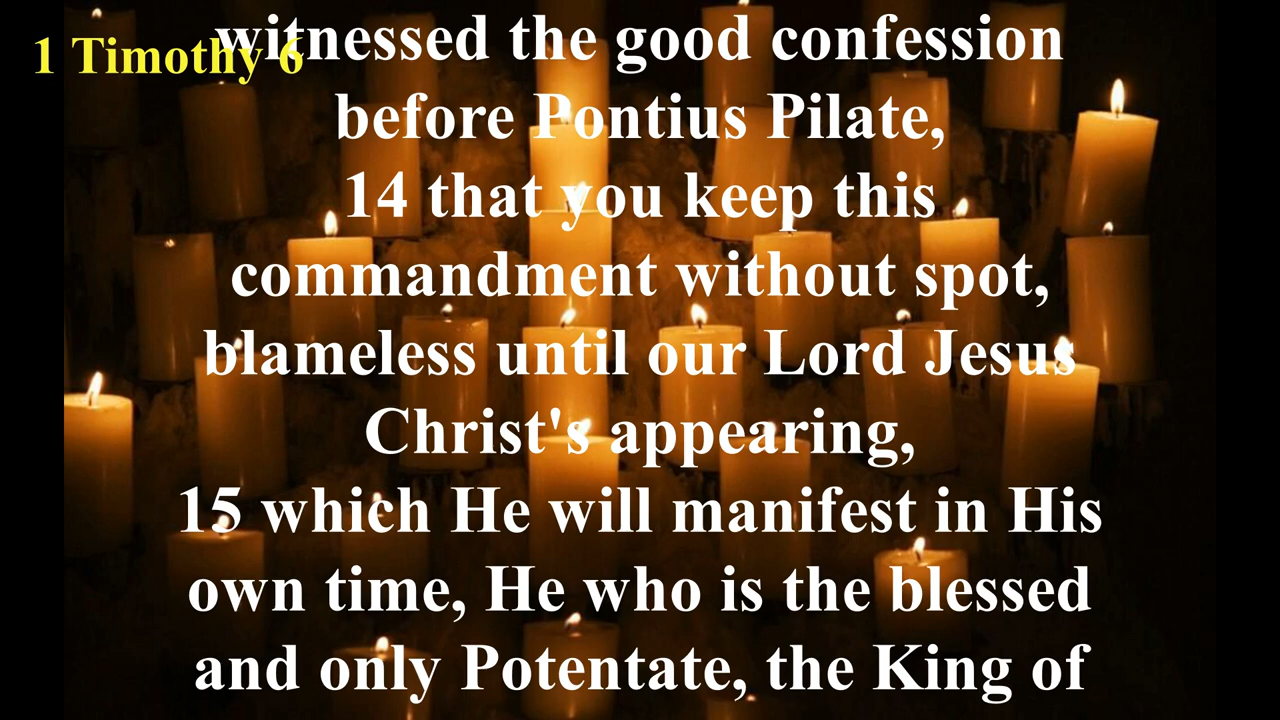 1 Timothy 6
witnessed the good confession
before Pontius Pilate,
14 that you keep this
commandment without spot,
blameless until our Lord Jesus
Christ's appearing,
15 which He will manifest in His
own time, He who is the blessed
and only Potentate, the King of